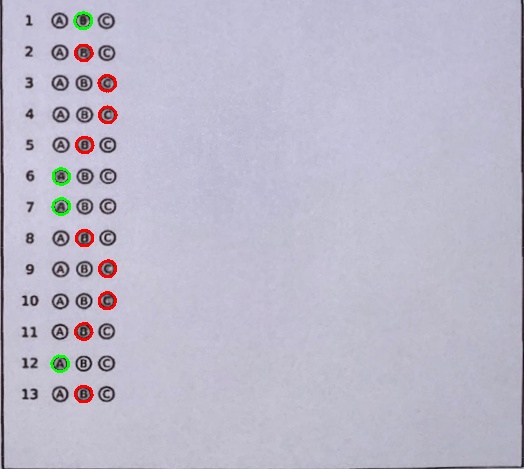 1 A B C
2 A B C
3 A B C
4 A B C
5 A B C
6 A B C
7 A B C
8 A B C
9 A B C
10 A B C
11 A B C
12 A B C
13 A B C